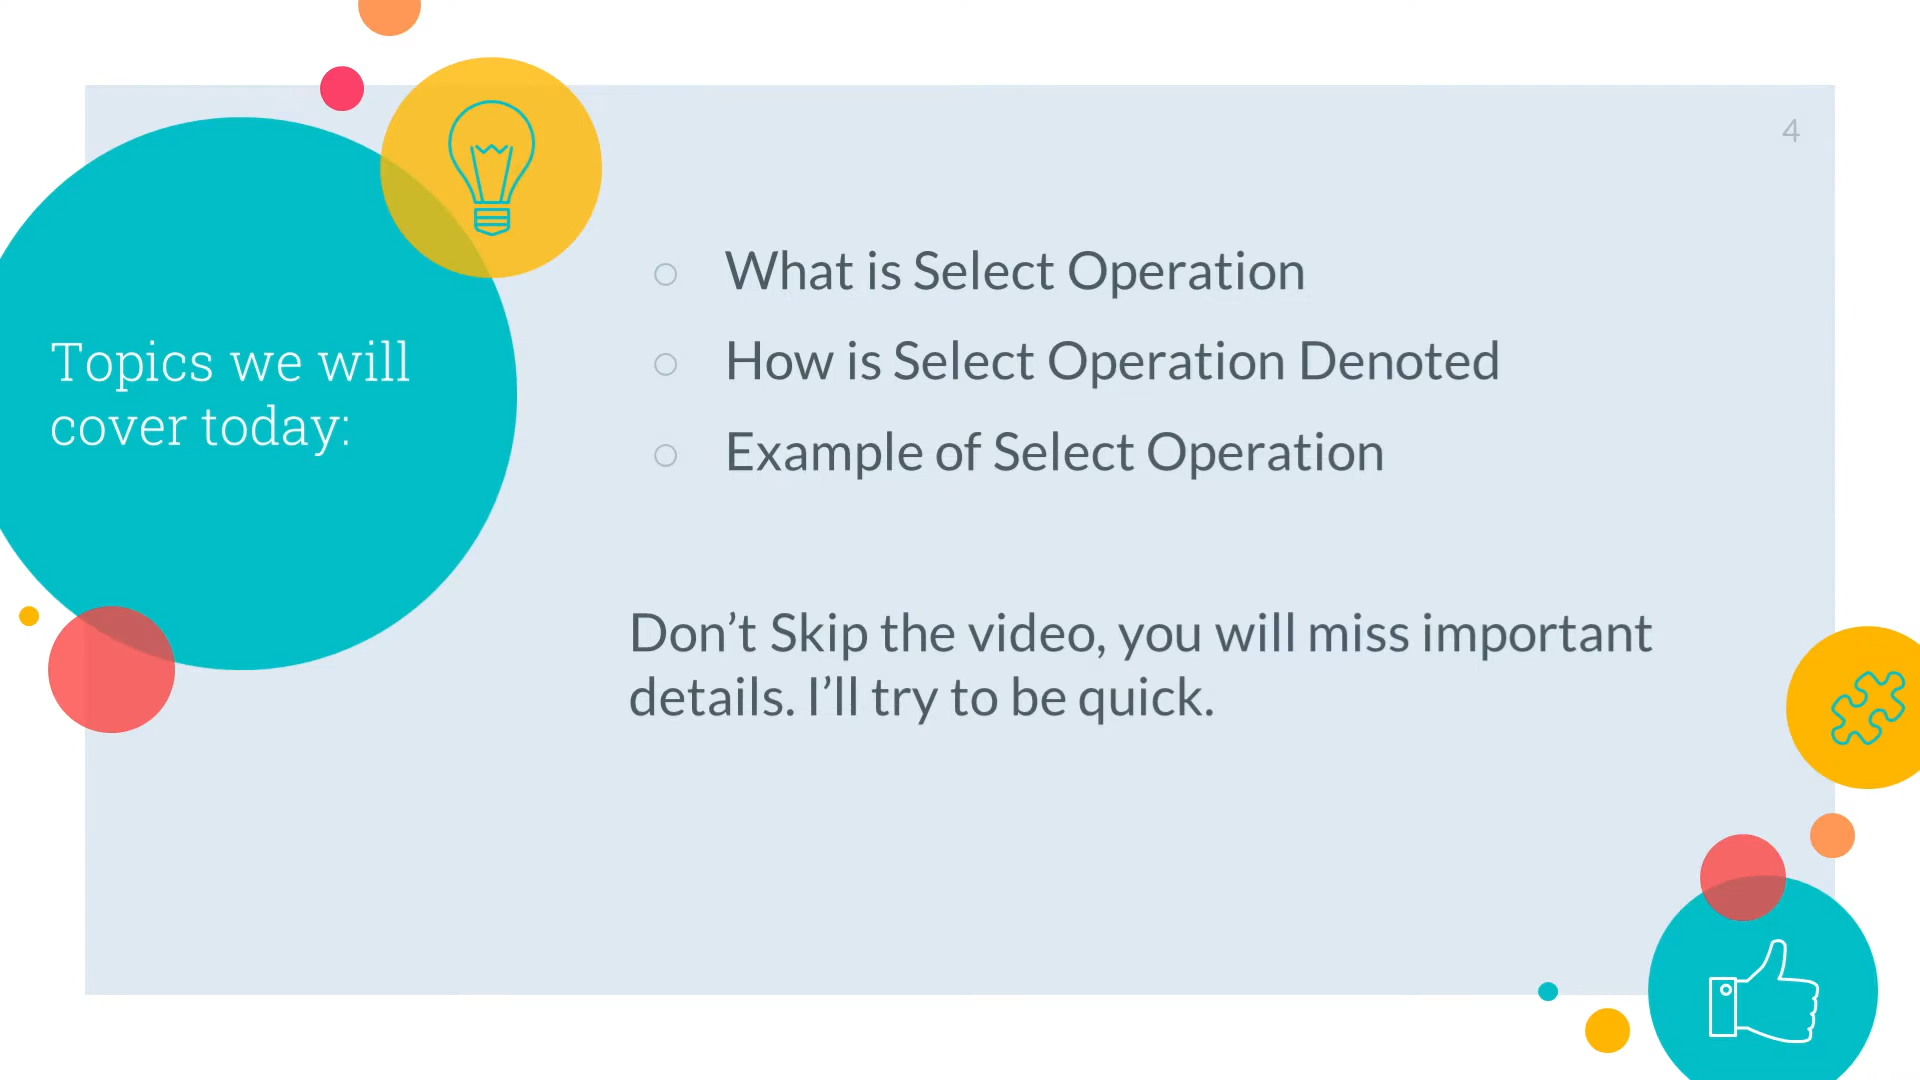 4
Topics we will
cover today:
○ What is Select Operation
○ How is Select Operation Denoted
○ Example of Select Operation
Don’t Skip the video, you will miss important
details. I’ll try to be quick.